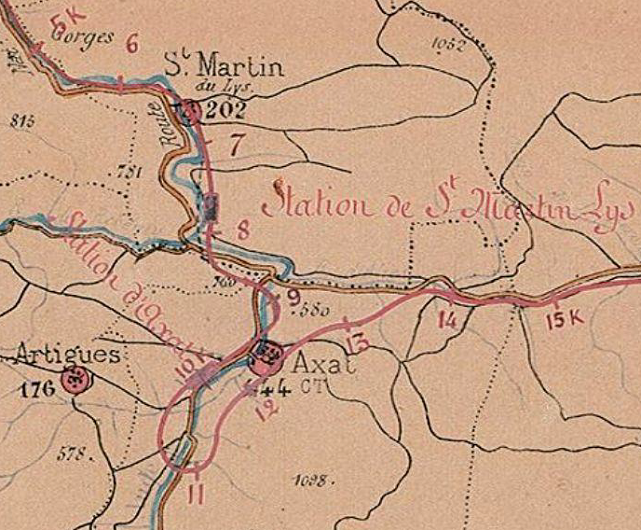 5K
Gorges
6
1052
St. Martin
du Lys.
202
815
Route
7
781
Station de St Martin Lys
8
Station d'Axat
9
580
14
15K
13
Artigues
176
10
Axat
444 CT
12
578.
1098.
11